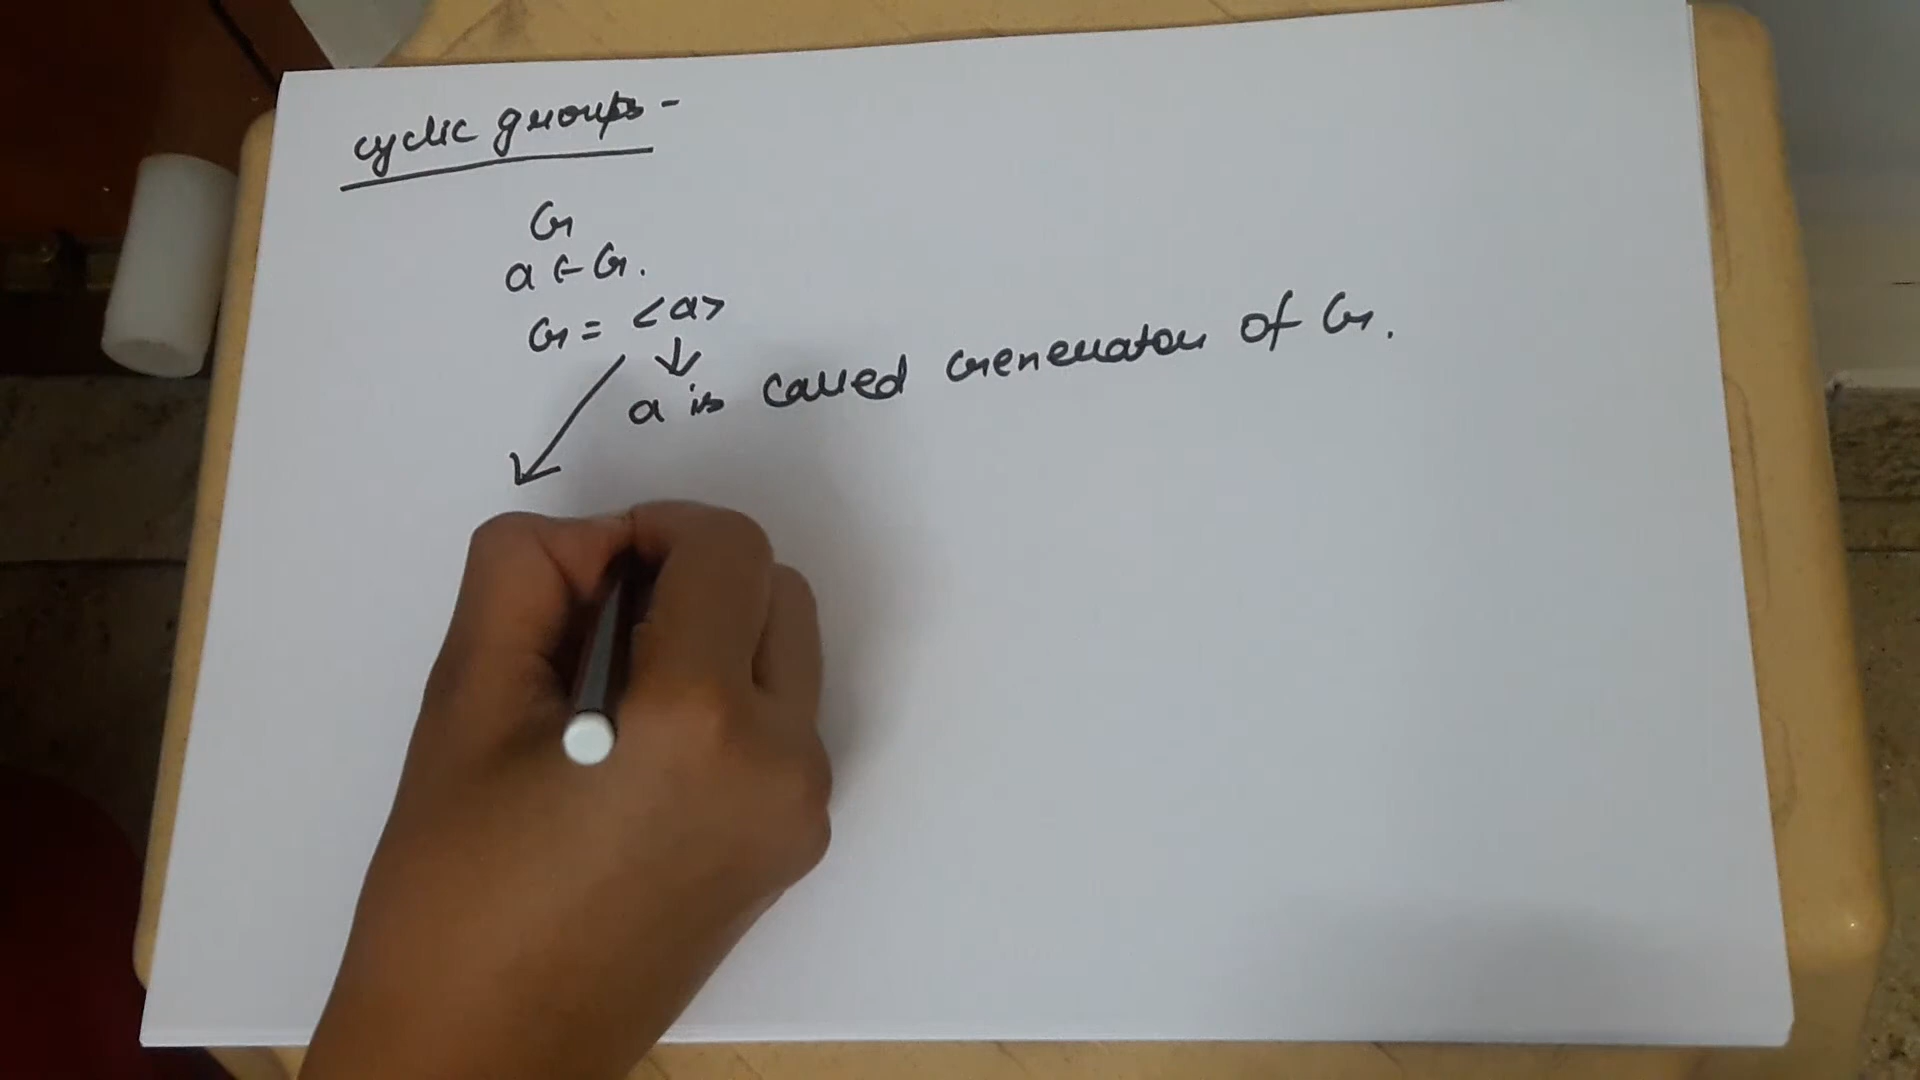 cyclic groups -
G
a ∈ G.
G = <a>
a is called Generator of G.